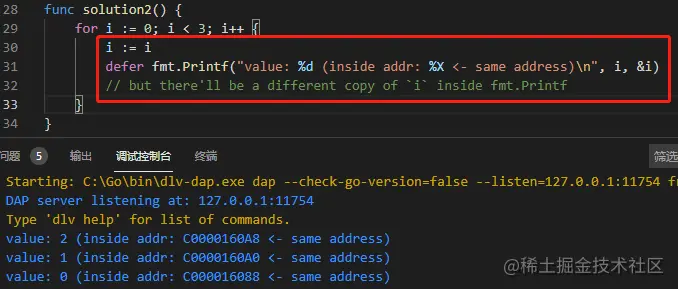 28 func solution2() {
29 for i := 0; i < 3; i++ {
30 i := i
31 defer fmt.Printf("value: %d (inside addr: %X <- same address)\n", i, &i)
32 // but there'll be a different copy of `i` inside fmt.Printf
33 }
34 }
问题 5 输出 调试控制台 终端 筛选
Starting: C:\Go\bin\dlv-dap.exe dap --check-go-version=false --listen=127.0.0.1:11754 fr
DAP server listening at: 127.0.0.1:11754
Type 'dlv help' for list of commands.
value: 2 (inside addr: C0000160A8 <- same address)
value: 1 (inside addr: C0000160A0 <- same address)
value: 0 (inside addr: C000016088 <- same address)
@稀土掘金技术社区